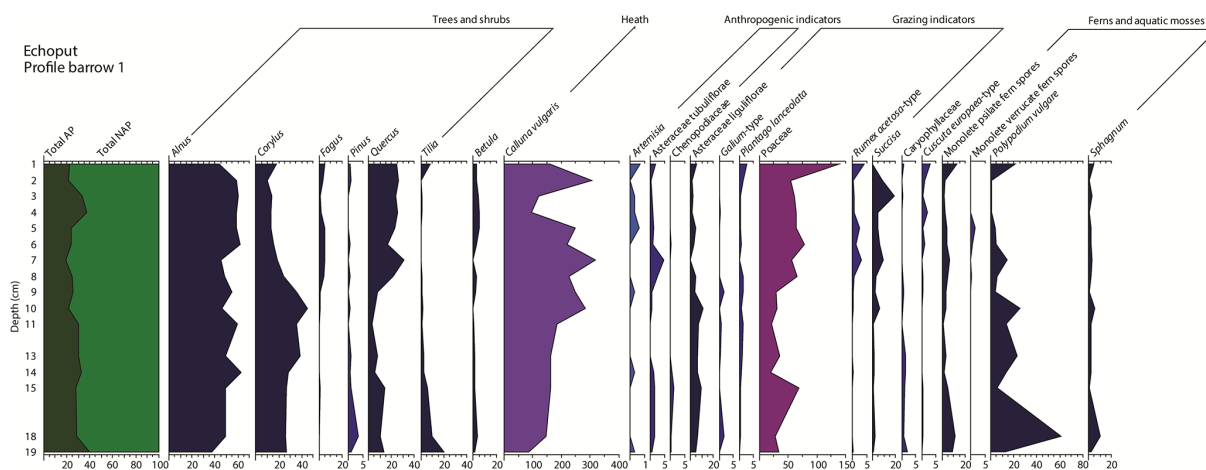 Trees and shrubs
Heath
Anthropogenic indicators
Grazing indicators
Ferns and aquatic mosses
Echoput
Profile barrow 1
Total AP
Total NAP
Alnus
Corylus
Fagus
Pinus
Quercus
Tilia
Betula
Calluna vulgaris
Artemisia
Asteraceae tubuliflorae
Chenopodiaceae
Asteraceae liguliflorae
Galium-type
Plantago lanceolata
Poaceae
Rumex acetosa-type
Succisa
Caryophyllaceae
Cuscuta europaea-type
Monolete psilate fern spores
Monolete verrucate fern spores
Polypodium vulgare
Sphagnum
Depth (cm)
1
2
3
4
5
6
7
8
9
10
11
13
14
15
18
19
20 40 60 80 100
20 40 60
20 40
20
5
20 40
20
20
100 200 300 400
1
5
5
20
5
5
50 100 150
5
20
5
5
20
5
20 40 60
20